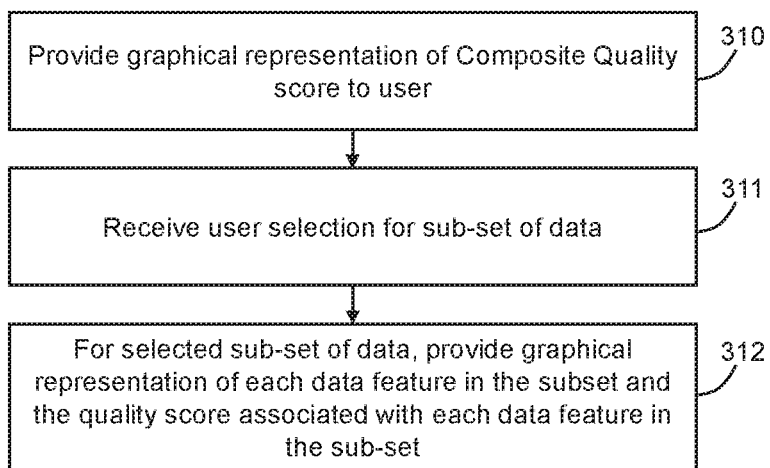 Provide graphical representation of Composite Quality
score to user
310
Receive user selection for sub-set of data
311
For selected sub-set of data, provide graphical
representation of each data feature in the subset and
the quality score associated with each data feature in
the sub-set
312